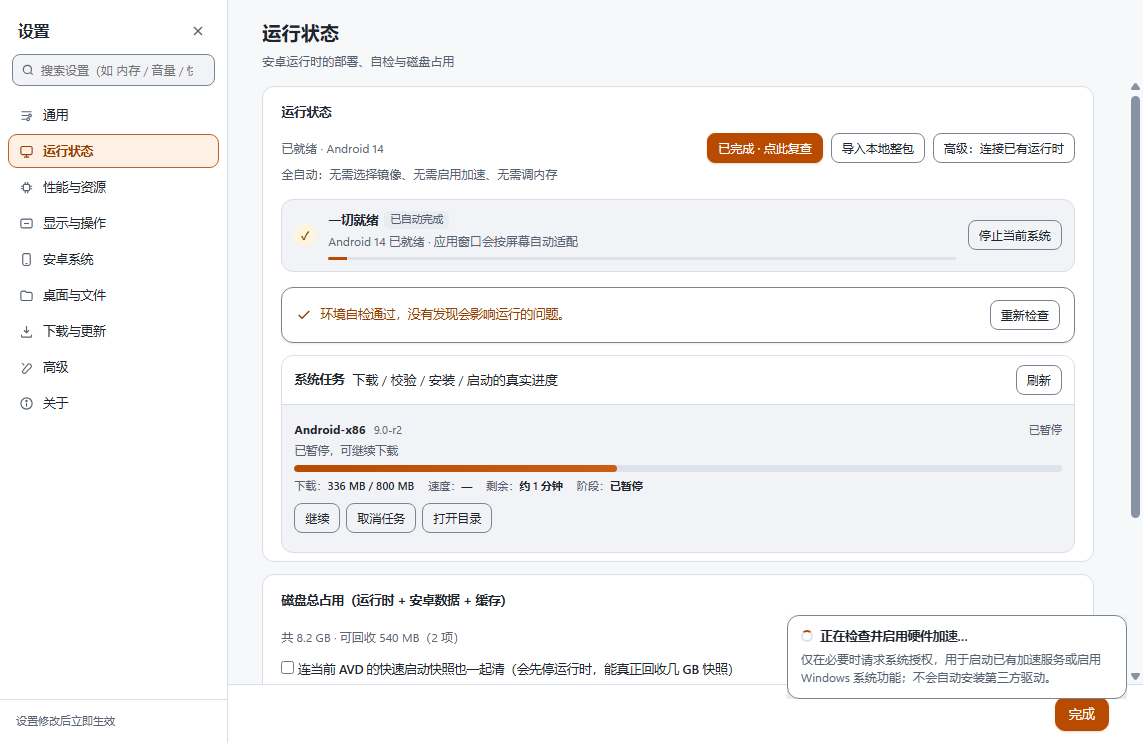 设置
搜索设置（如 内存 / 音量 / 忄
通用
运行状态
性能与资源
显示与操作
安卓系统
桌面与文件
下载与更新
高级
关于
设置修改后立即生效
运行状态
安卓运行时的部署、自检与磁盘占用
运行状态
已就绪 · Android 14
已完成 · 点此复查
导入本地整包
高级：连接已有运行时
全自动：无需选择镜像、无需启用加速、无需调内存
一切就绪 已自动完成
Android 14 已就绪 · 应用窗口会按屏幕自动适配
停止当前系统
环境自检通过，没有发现会影响运行的问题。
重新检查
系统任务 下载 / 校验 / 安装 / 启动的真实进度
刷新
Android-x86 9.0-r2
已暂停
已暂停，可继续下载
下载：336 MB / 800 MB 速度：— 剩余：约 1 分钟 阶段：已暂停
继续
取消任务
打开目录
磁盘总占用（运行时 + 安卓数据 + 缓存）
共 8.2 GB · 可回收 540 MB（2 项）
连当前 AVD 的快速启动快照也一起清（会先停运行时，能真正回收几 GB 快照）
正在检查并启用硬件加速...
仅在必要时请求系统授权，用于启动已有加速服务或启用
Windows 系统功能；不会自动安装第三方驱动。
完成